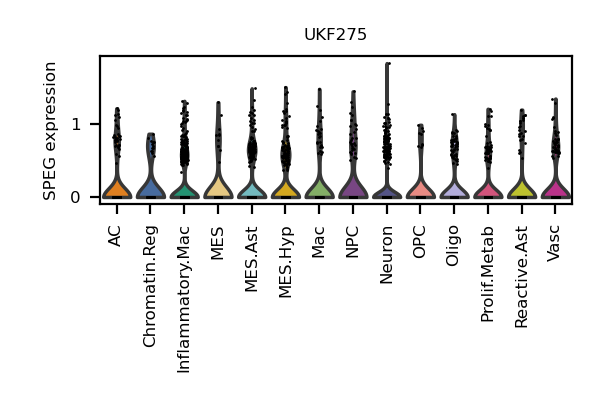 UKF275
SPEG expression
1
0
AC
Chromatin.Reg
Inflammatory.Mac
MES
MES.Ast
MES.Hyp
Mac
NPC
Neuron
OPC
Oligo
Prolif.Metab
Reactive.Ast
Vasc